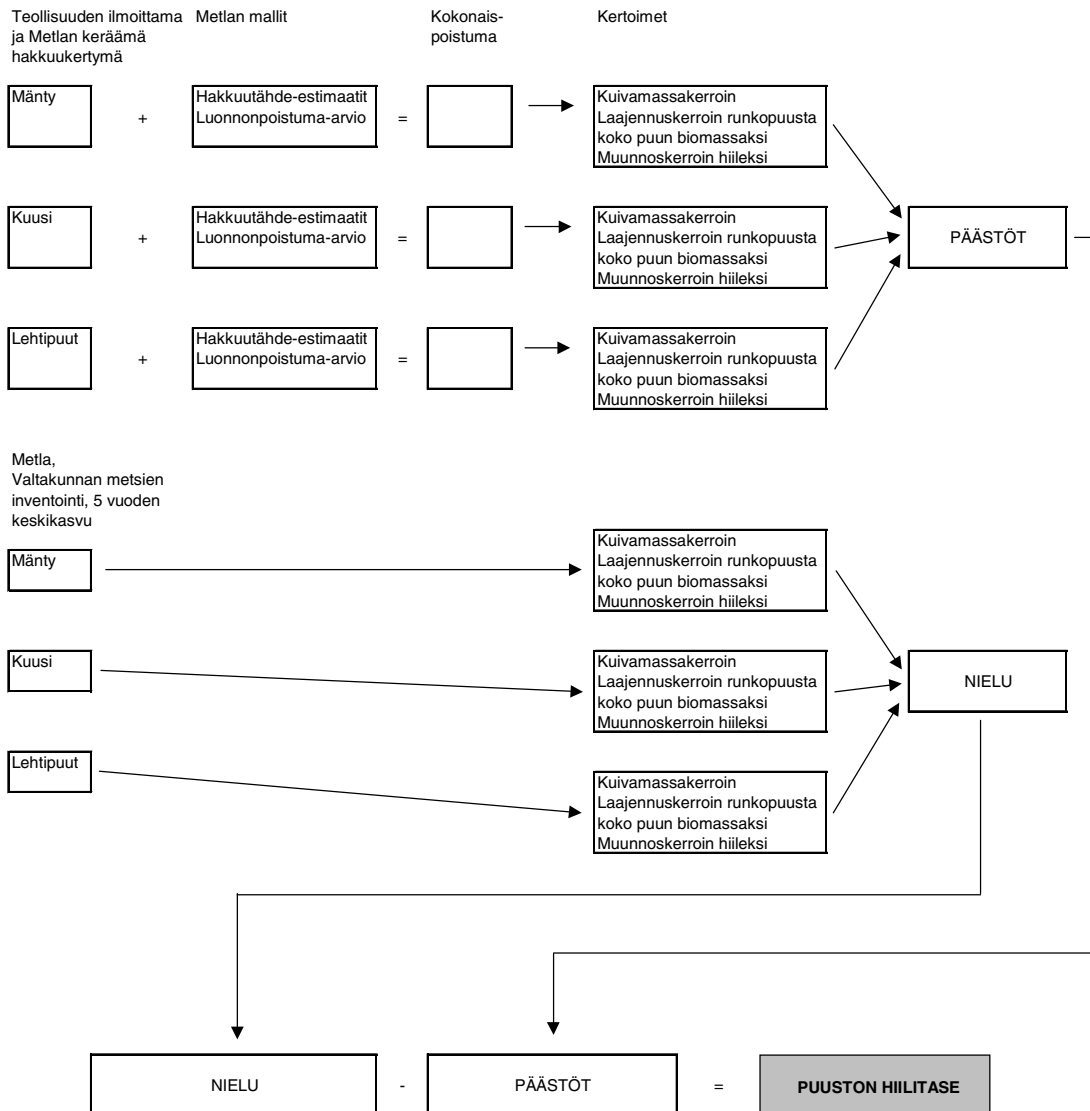 Teollisuuden ilmoittama
ja Metlan keräämä
hakkuukertymä
Metlan mallit
Kokonais-
poistuma
Kertoimet
Mänty
+
Hakkuutähde-estimaatit
Luonnonpoistuma-arvio
=
Kuivamassakerroin
Laajennuskerroin runkopuusta
koko puun biomassaksi
Muunnoskerroin hiileksi
Kuusi
+
Hakkuutähde-estimaatit
Luonnonpoistuma-arvio
=
Kuivamassakerroin
Laajennuskerroin runkopuusta
koko puun biomassaksi
Muunnoskerroin hiileksi
PÄÄSTÖT
Lehtipuut
+
Hakkuutähde-estimaatit
Luonnonpoistuma-arvio
=
Kuivamassakerroin
Laajennuskerroin runkopuusta
koko puun biomassaksi
Muunnoskerroin hiileksi
Metla,
Valtakunnan metsien
inventointi, 5 vuoden
keskikasvu
Mänty
Kuivamassakerroin
Laajennuskerroin runkopuusta
koko puun biomassaksi
Muunnoskerroin hiileksi
Kuusi
Kuivamassakerroin
Laajennuskerroin runkopuusta
koko puun biomassaksi
Muunnoskerroin hiileksi
NIELU
Lehtipuut
Kuivamassakerroin
Laajennuskerroin runkopuusta
koko puun biomassaksi
Muunnoskerroin hiileksi
NIELU
-
PÄÄSTÖT
=
PUUSTON HIILITASE